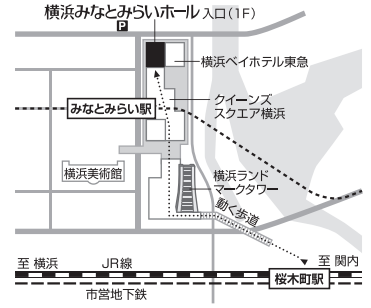 横浜みなとみらいホール 入口(1F)
P
横浜ベイホテル東急
みなとみらい駅
クイーンズ
スクエア横浜
横浜美術館
横浜ランド
マークタワー
動く歩道
至 横浜
JR線
至 関内
桜木町駅
市営地下鉄